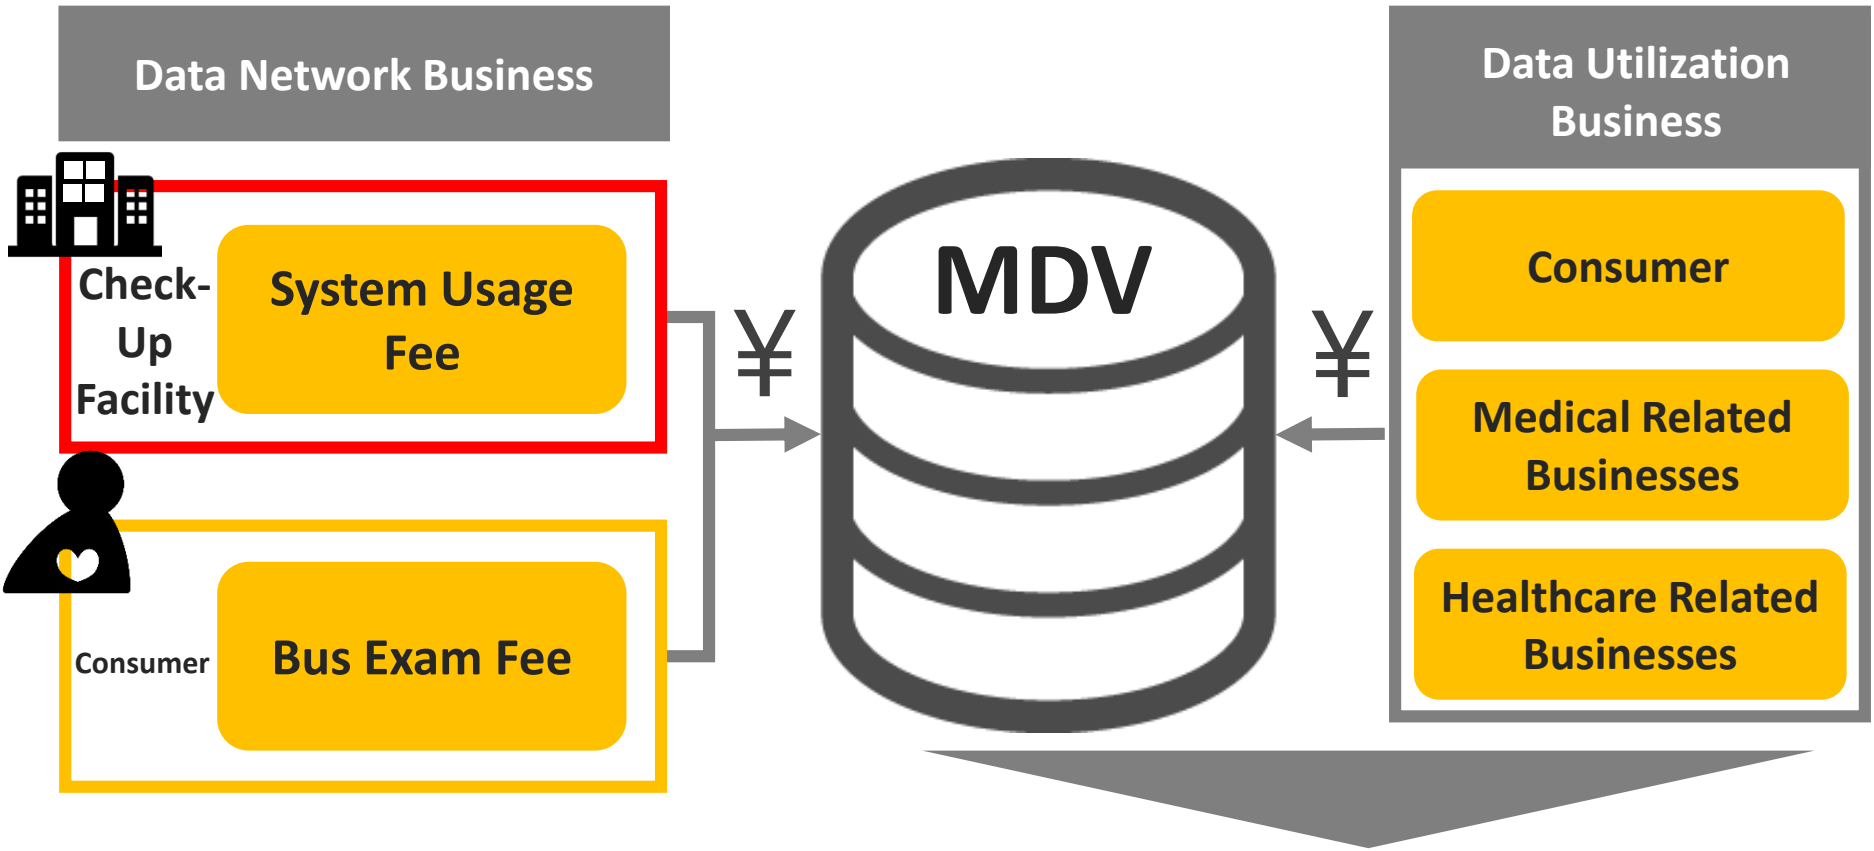 Data Network Business
Check-
Up
Facility
System Usage
Fee
Consumer
Bus Exam Fee
¥
MDV
¥
Data Utilization
Business
Consumer
Medical Related
Businesses
Healthcare Related
Businesses